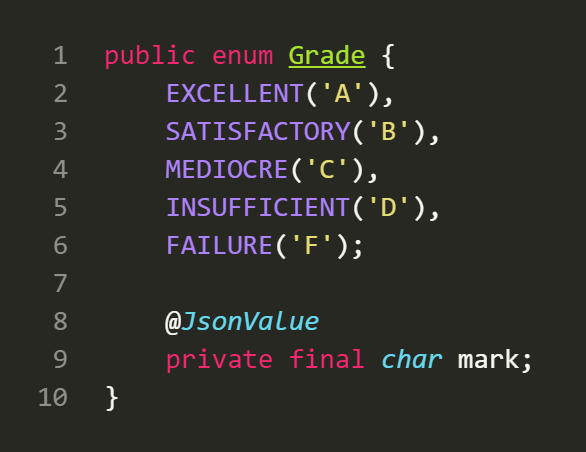 1 public enum Grade {
2     EXCELLENT('A'),
3     SATISFACTORY('B'),
4     MEDIOCRE('C'),
5     INSUFFICIENT('D'),
6     FAILURE('F');
7
8     @JsonValue
9     private final char mark;
10 }